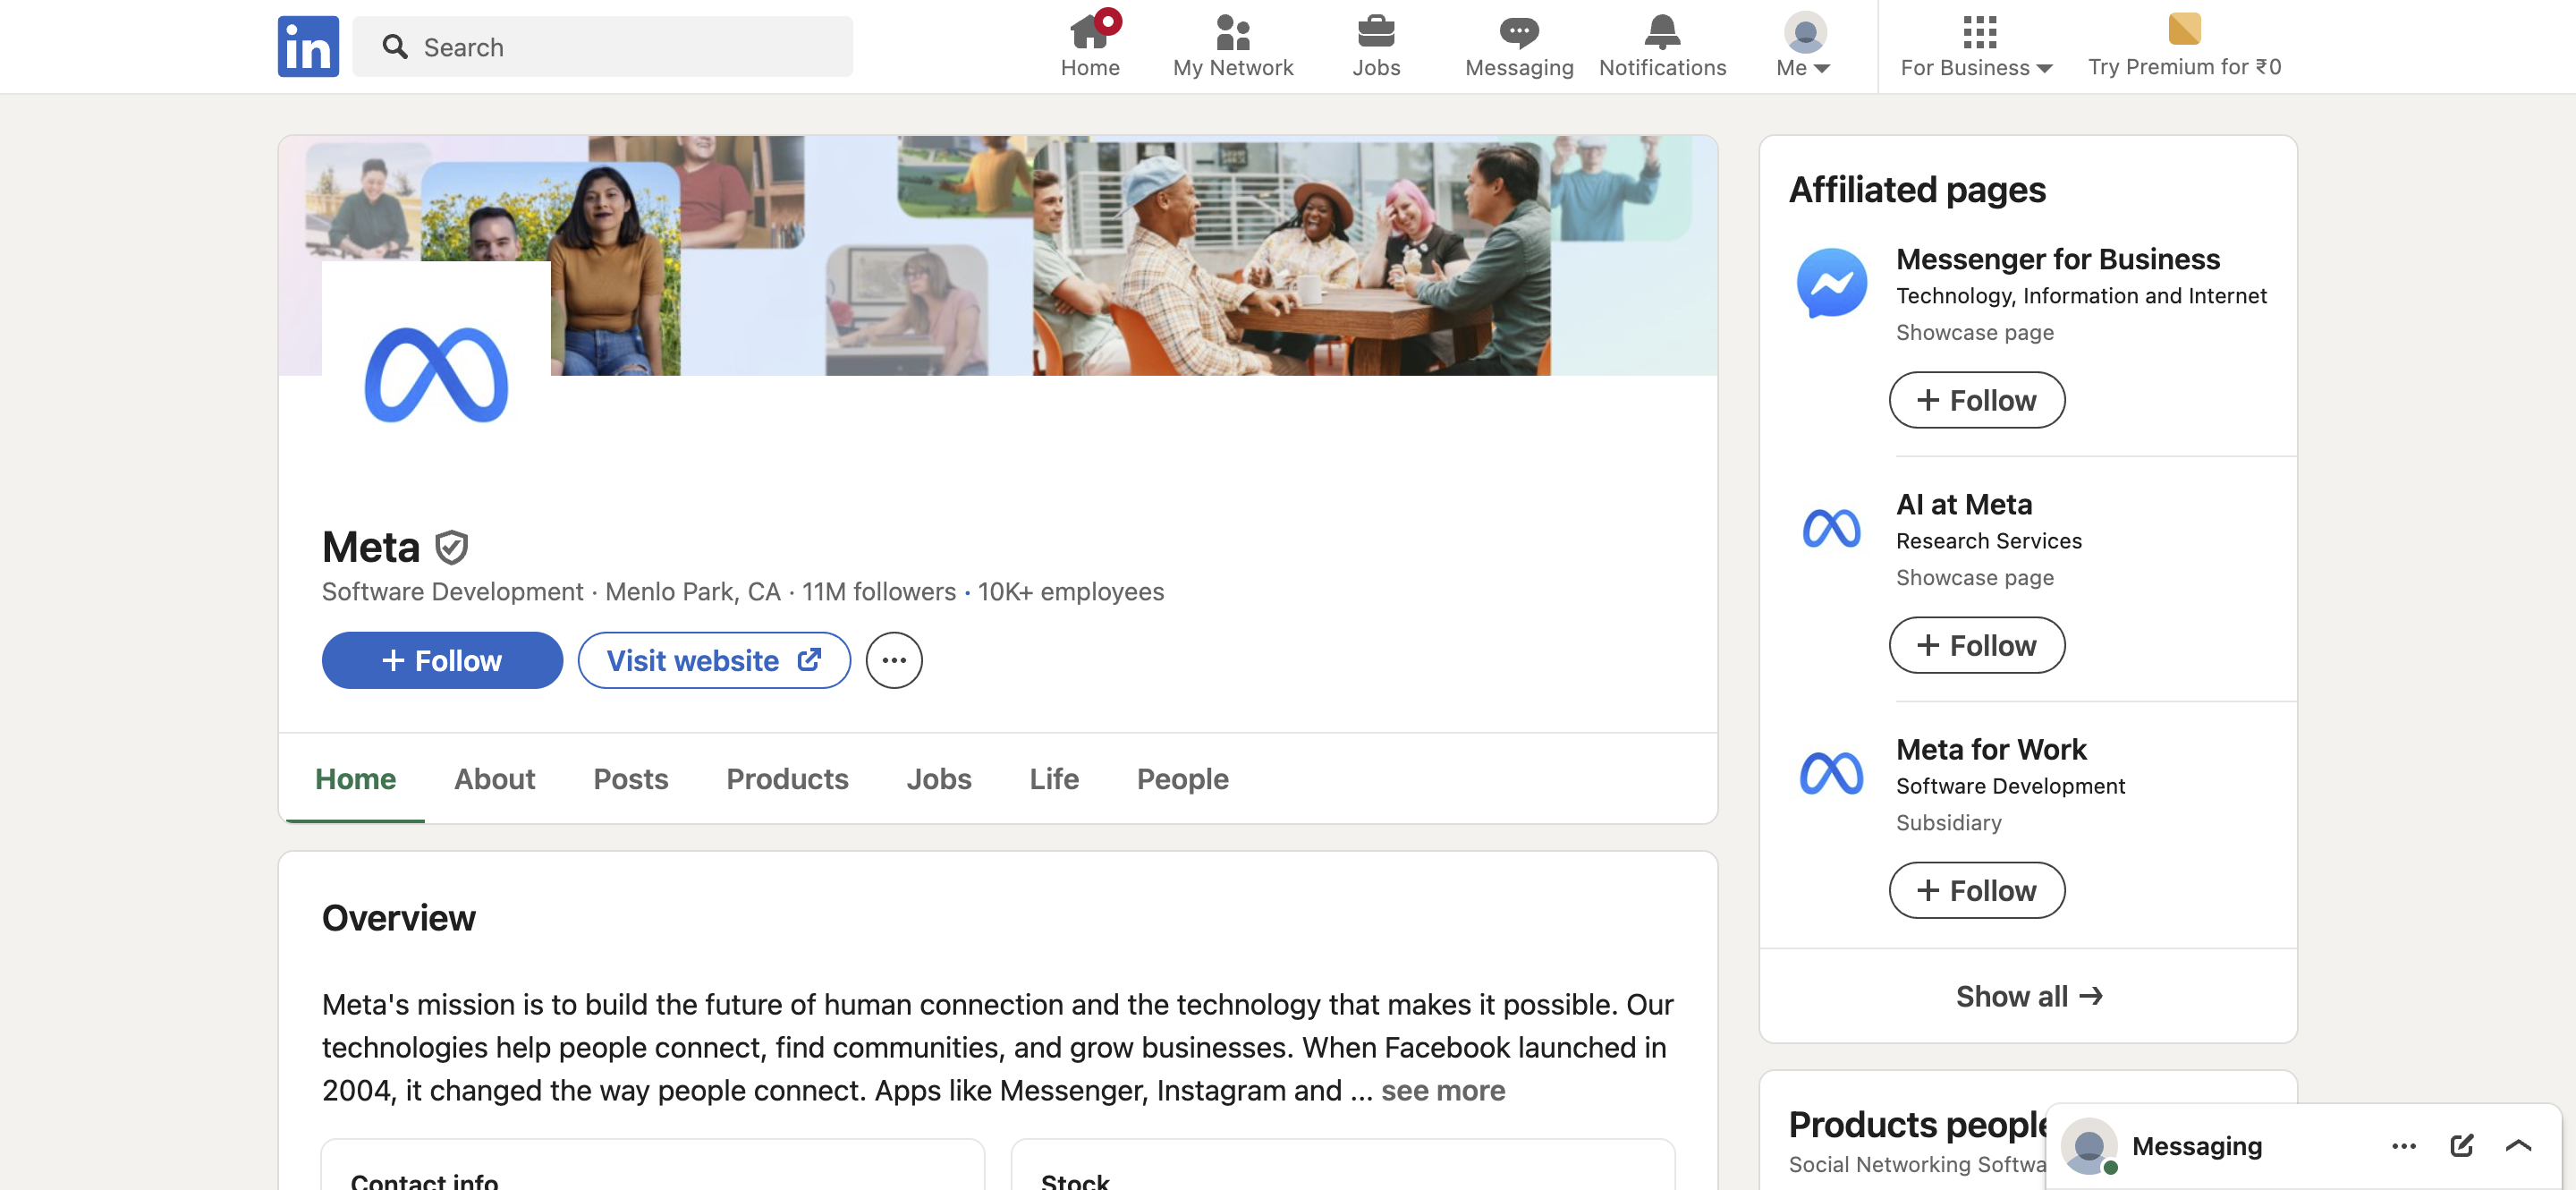 in
Search
Home
My Network
Jobs
Messaging
Notifications
Me
For Business
Try Premium for ₹0
Meta
Software Development · Menlo Park, CA · 11M followers · 10K+ employees
+ Follow
Visit website
Home
About
Posts
Products
Jobs
Life
People
Overview
Meta's mission is to build the future of human connection and the technology that makes it possible. Our
technologies help people connect, find communities, and grow businesses. When Facebook launched in
2004, it changed the way people connect. Apps like Messenger, Instagram and ... see more
Contact info
Stock
Affiliated pages
Messenger for Business
Technology, Information and Internet
Showcase page
+ Follow
AI at Meta
Research Services
Showcase page
+ Follow
Meta for Work
Software Development
Subsidiary
+ Follow
Show all →
Products people
Social Networking Softwa
Messaging